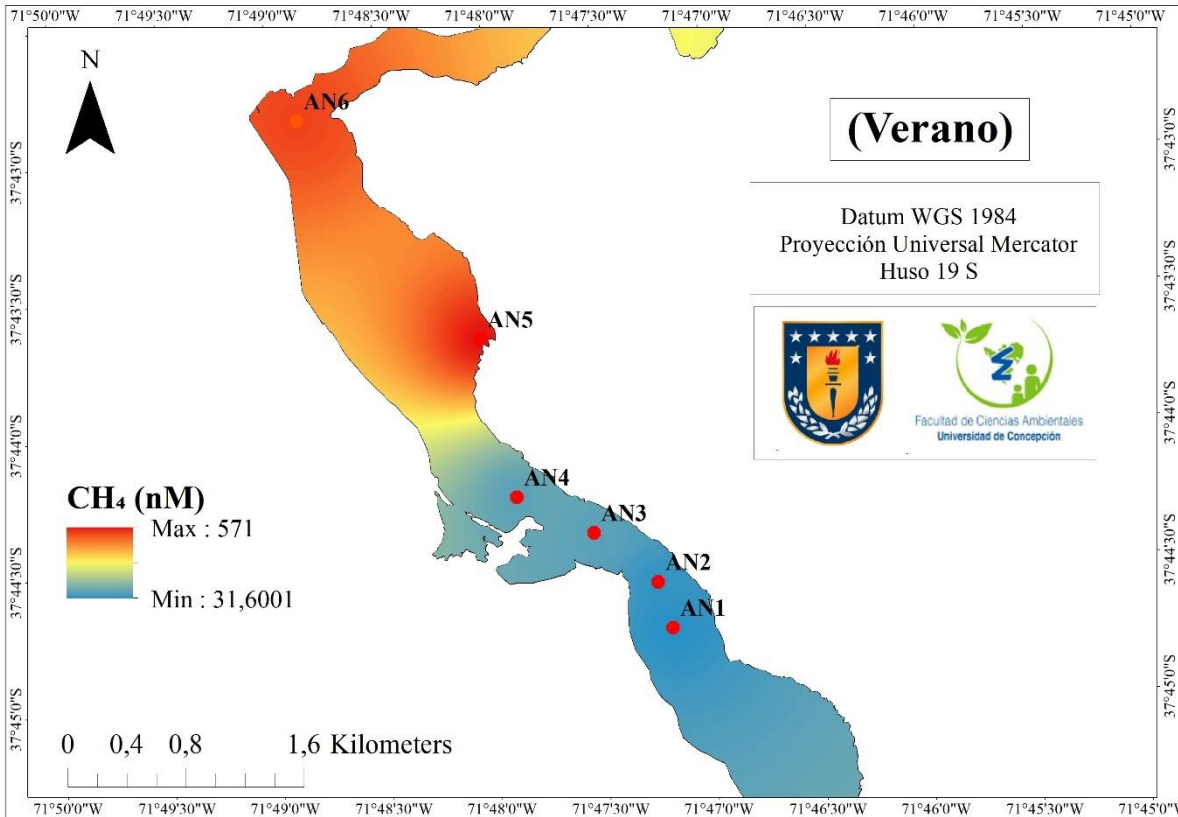 71°50'0"W 71°49'30"W 71°49'0"W 71°48'30"W 71°48'0"W 71°47'30"W 71°47'0"W 71°46'30"W 71°46'0"W 71°45'30"W 71°45'0"W
N
AN6
(Verano)
37°43'0"S
37°43'0"S
Datum WGS 1984
Proyección Universal Mercator
Huso 19 S
37°43'30"S
37°43'30"S
AN5
Facultad de Ciencias Ambientales
Universidad de Concepción
37°44'0"S
37°44'0"S
AN4
CH₄ (nM)
Max : 571
AN3
37°44'30"S
37°44'30"S
AN2
Min : 31,6001
AN1
37°45'0"S
37°45'0"S
0 0,4 0,8 1,6 Kilometers
71°50'0"W 71°49'30"W 71°49'0"W 71°48'30"W 71°48'0"W 71°47'30"W 71°47'0"W 71°46'30"W 71°46'0"W 71°45'30"W 71°45'0"W